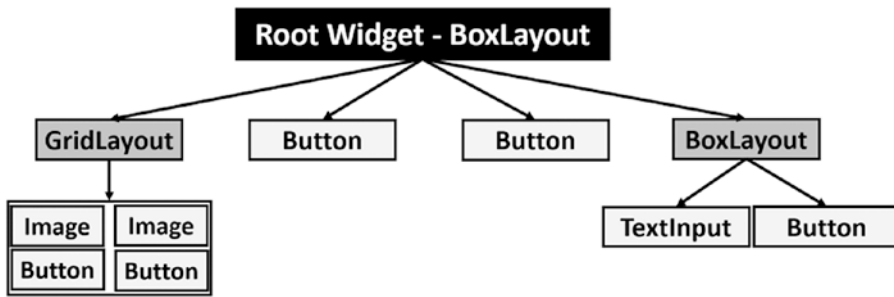 Root Widget - BoxLayout
GridLayout
Button
Button
BoxLayout
Image
Image
Button
Button
TextInput
Button